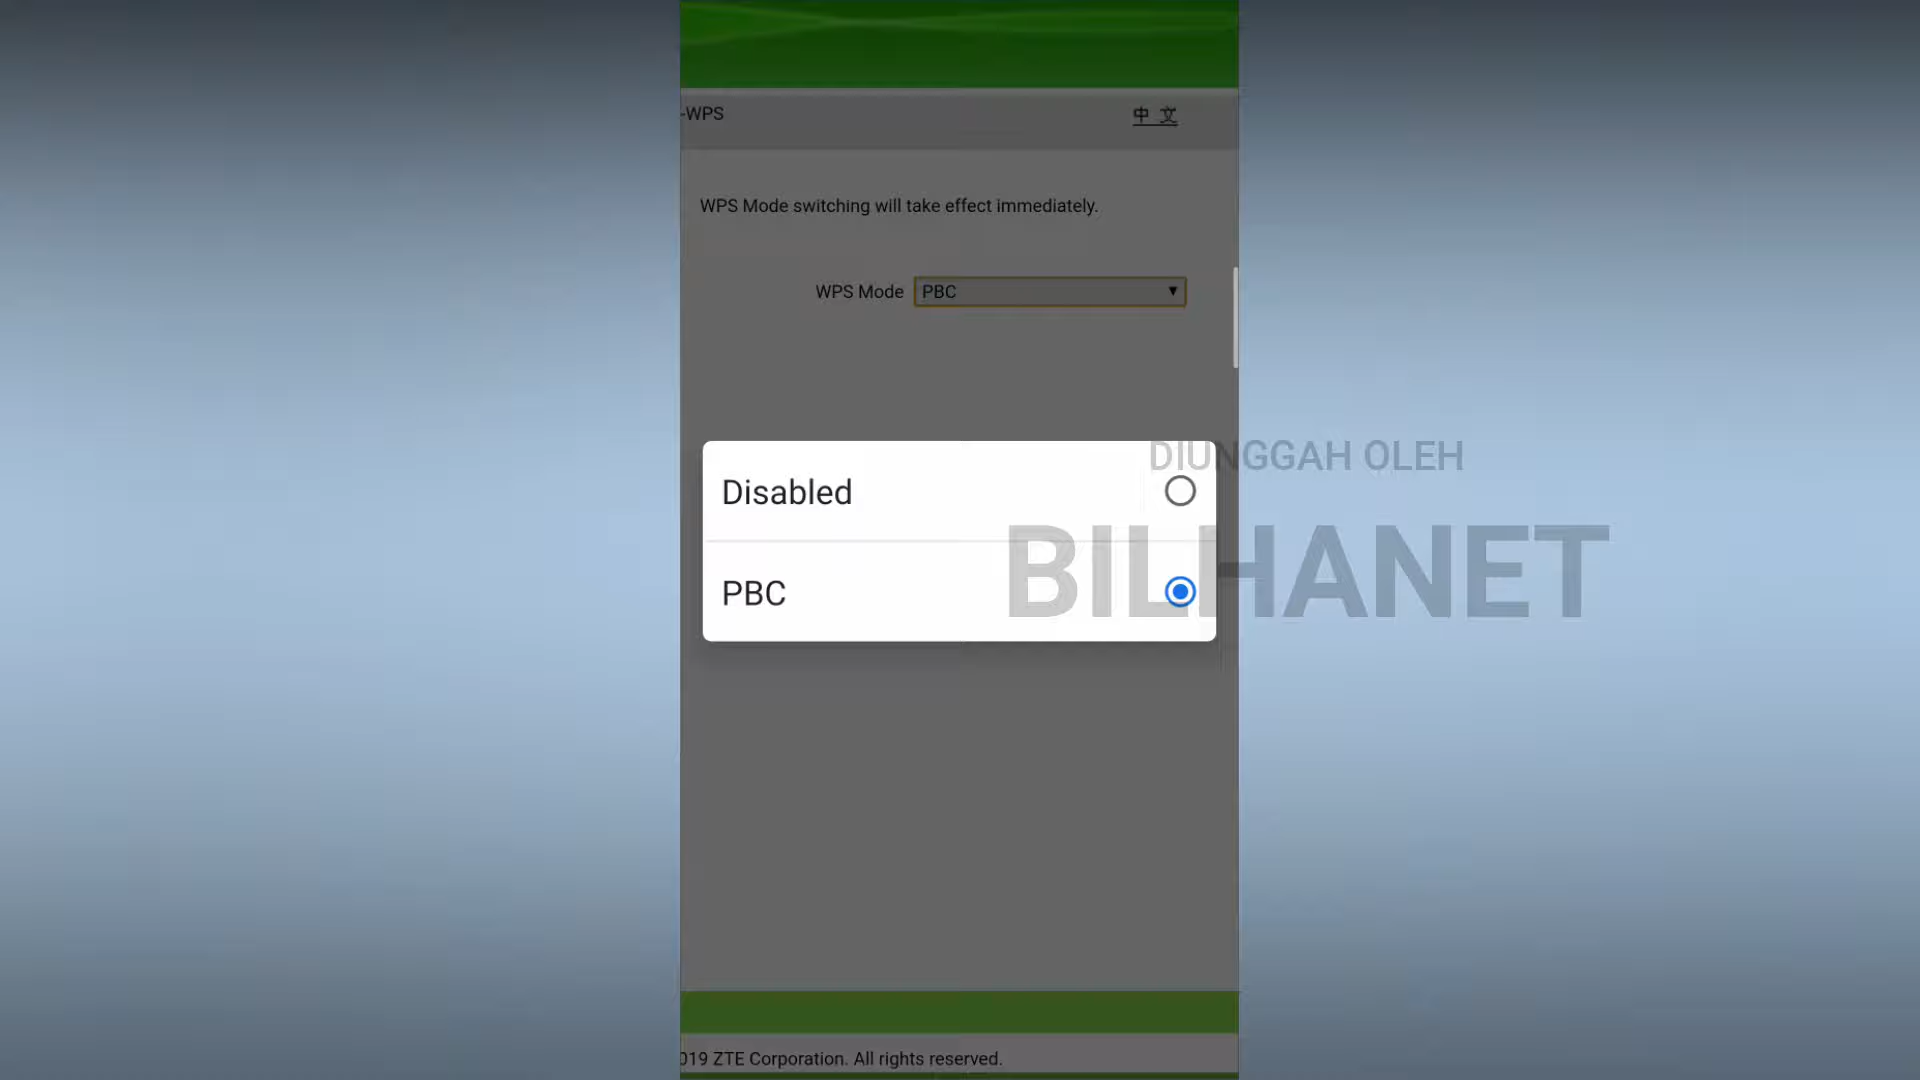 -WPS
中 文
WPS Mode switching will take effect immediately.
WPS Mode PBC
DIUNGGAH OLEH
Disabled
BILHANET
PBC
019 ZTE Corporation. All rights reserved.